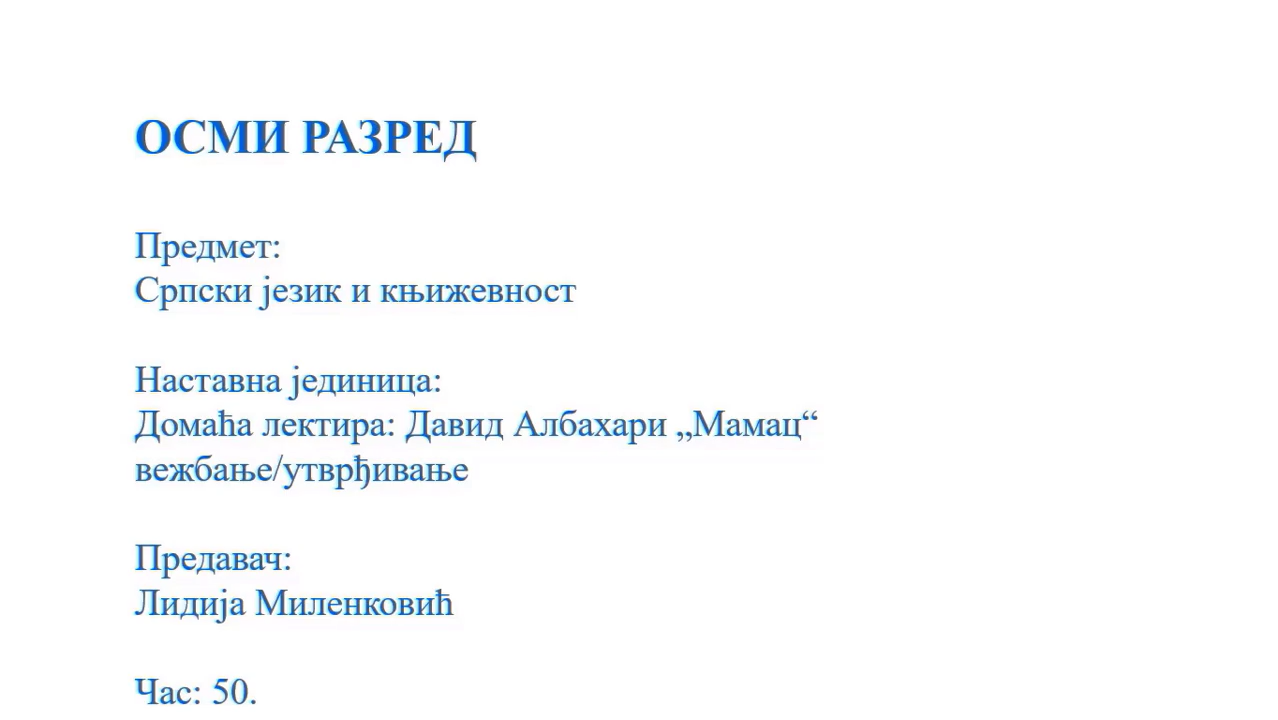 ОСМИ РАЗРЕД
Предмет:
Српски језик и књижевност
Наставна јединица:
Домаћа лектира: Давид Албахари „Мамац“
вежбање/утврђивање
Предавач:
Лидија Миленковић
Час: 50.